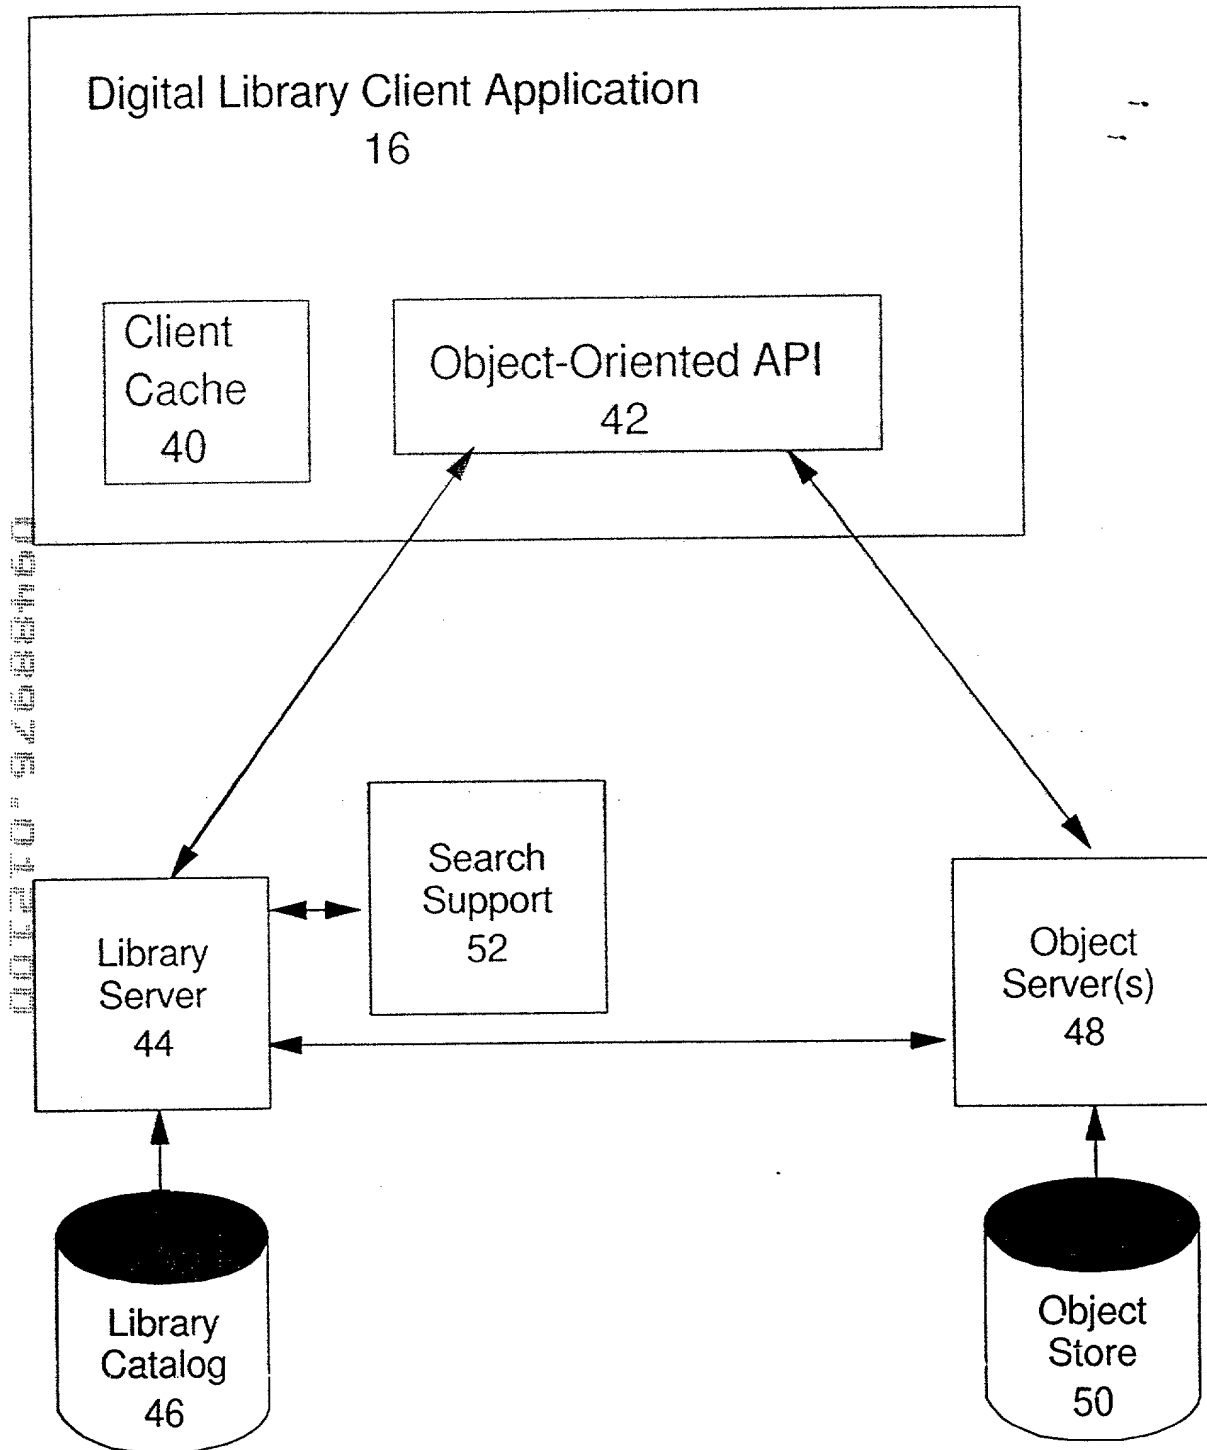 Digital Library Client Application
16
Client
Cache
40
Object-Oriented API
42
Search
Support
52
Library
Server
44
Object
Server(s)
48
Library
Catalog
46
Object
Store
50